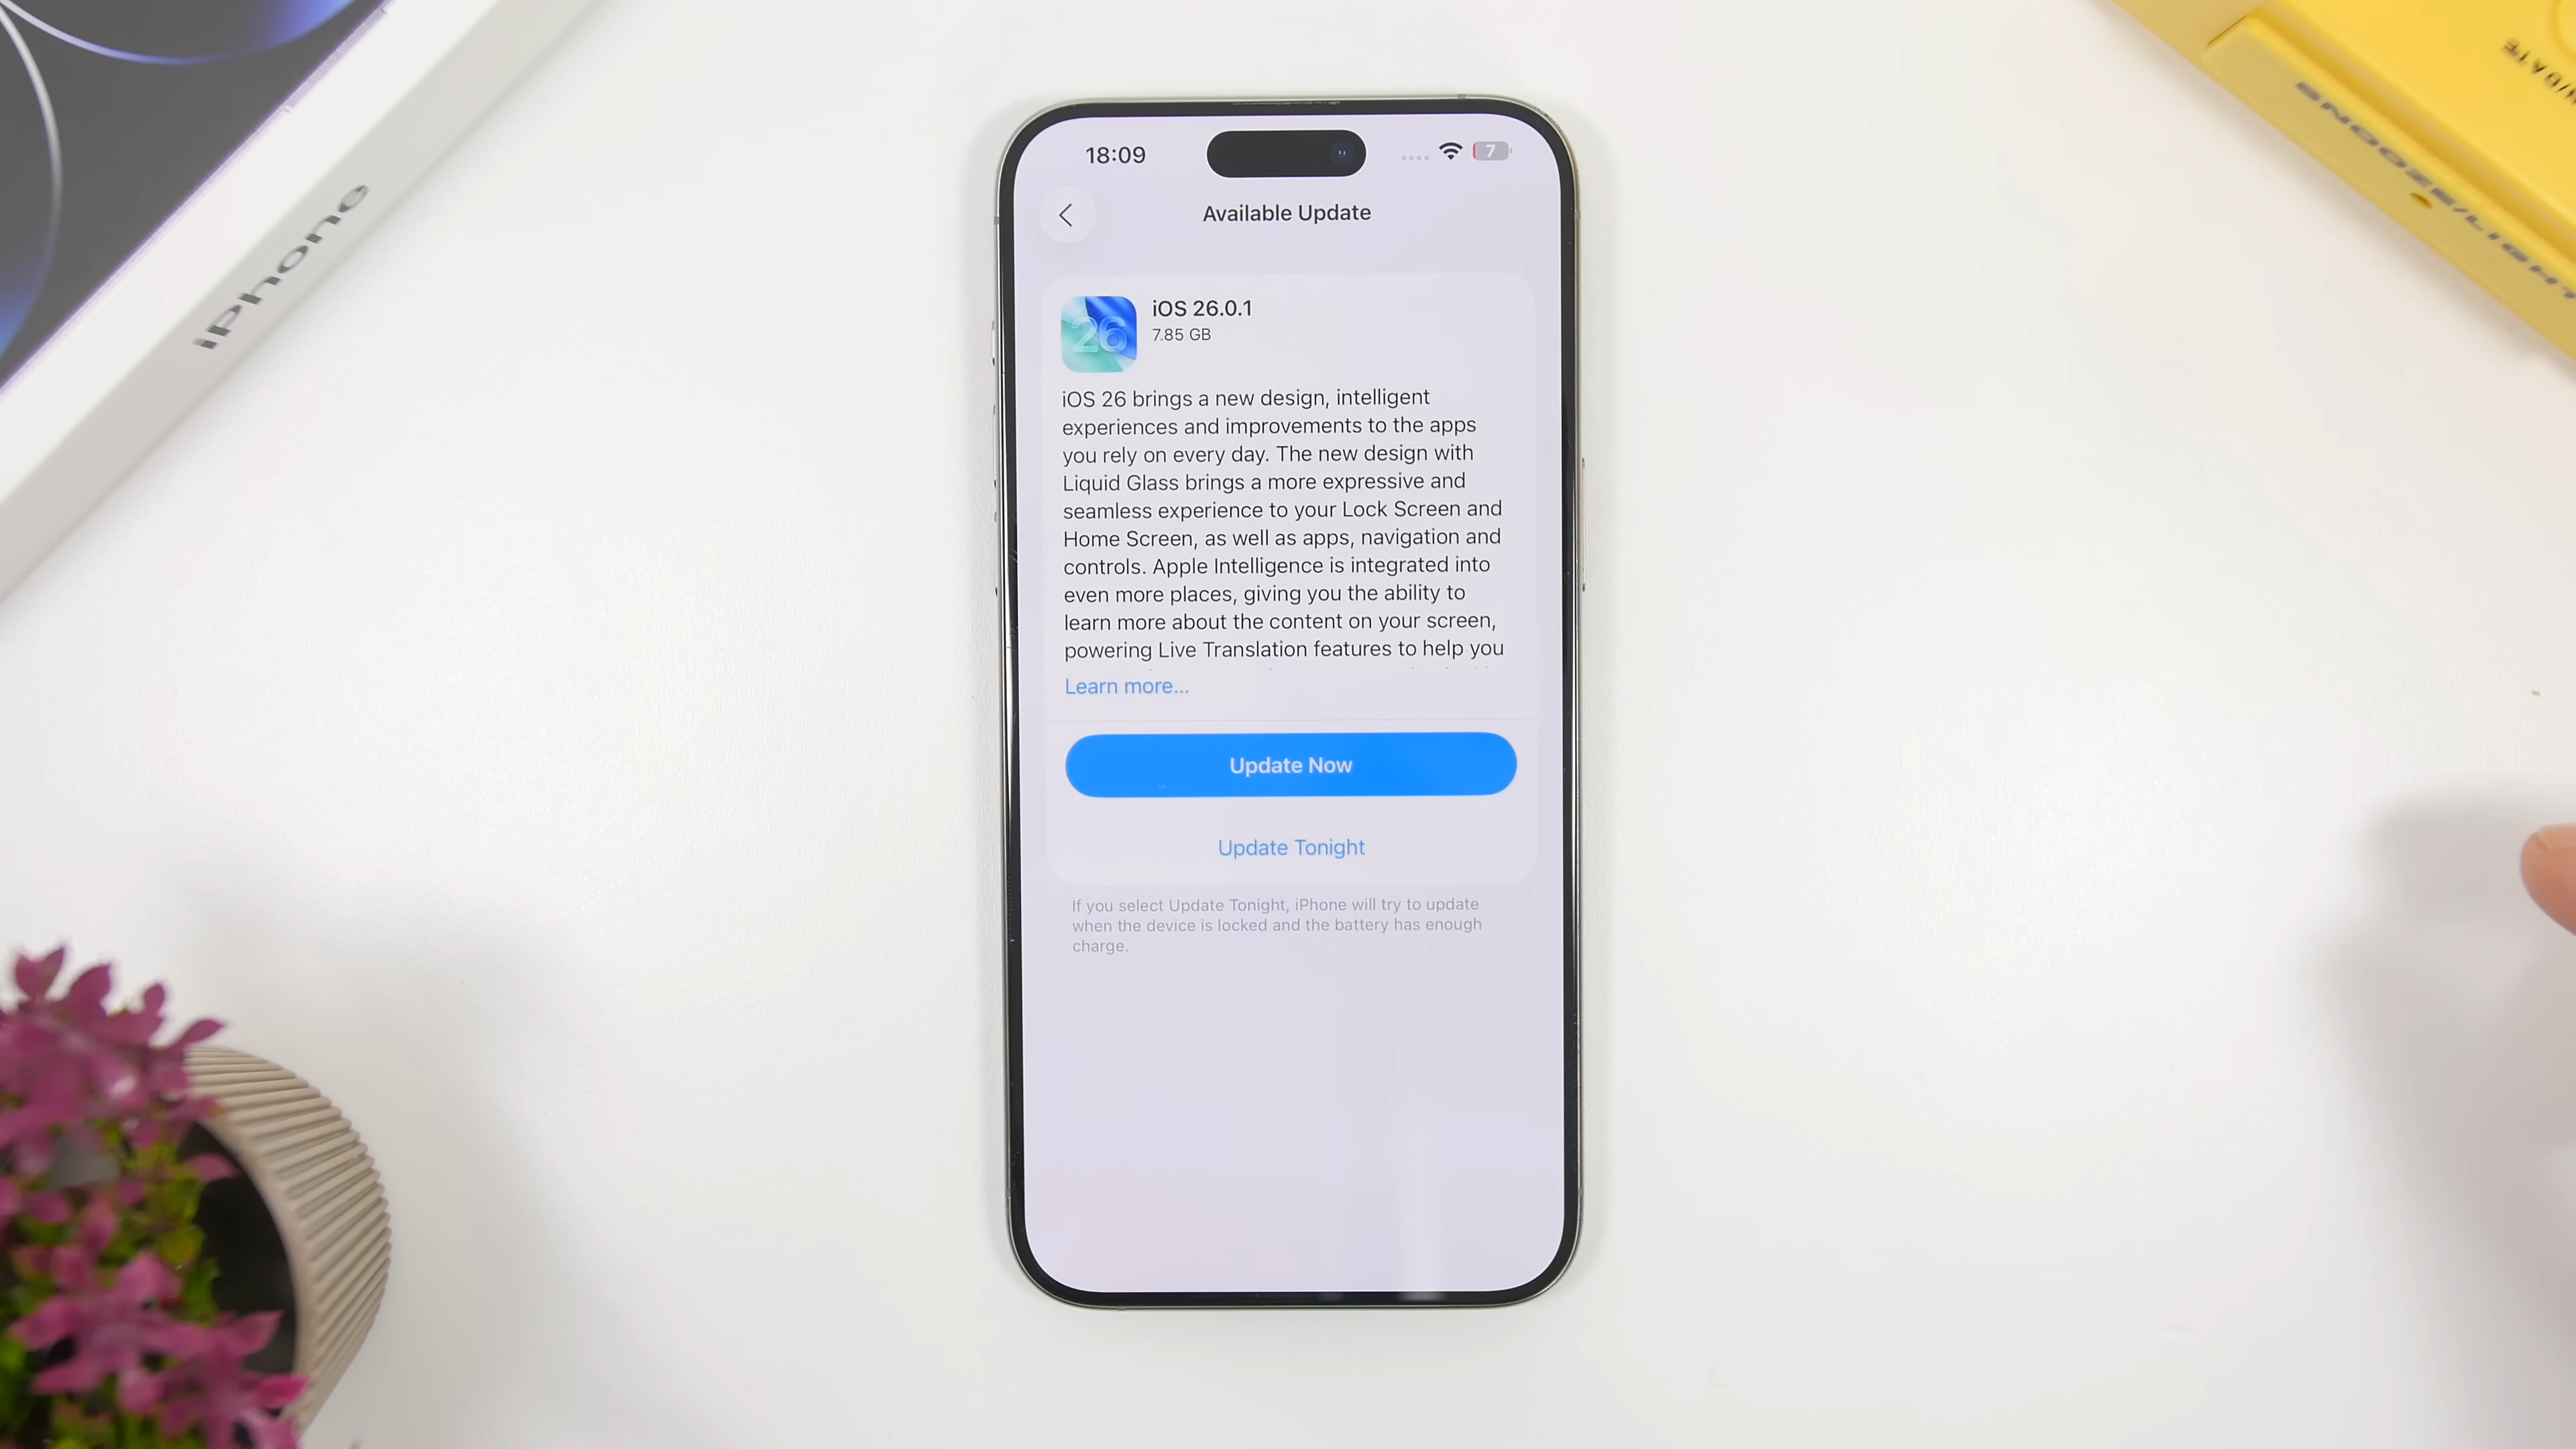 iPhone
SNOOZE/LIGHT
18:09
7
Available Update
26
iOS 26.0.1
7.85 GB
iOS 26 brings a new design, intelligent
experiences and improvements to the apps
you rely on every day. The new design with
Liquid Glass brings a more expressive and
seamless experience to your Lock Screen and
Home Screen, as well as apps, navigation and
controls. Apple Intelligence is integrated into
even more places, giving you the ability to
learn more about the content on your screen,
powering Live Translation features to help you
Learn more...
Update Now
Update Tonight
If you select Update Tonight, iPhone will try to update
when the device is locked and the battery has enough
charge.